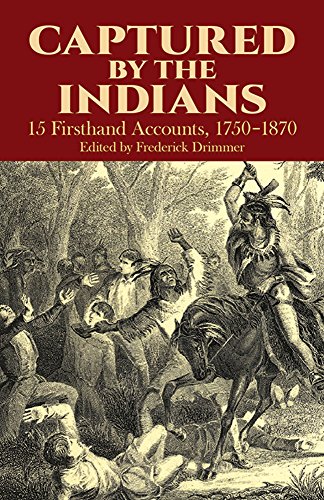 CAPTURED
BY THE
INDIANS
15 Firsthand Accounts, 1750–1870
Edited by Frederick Drimmer